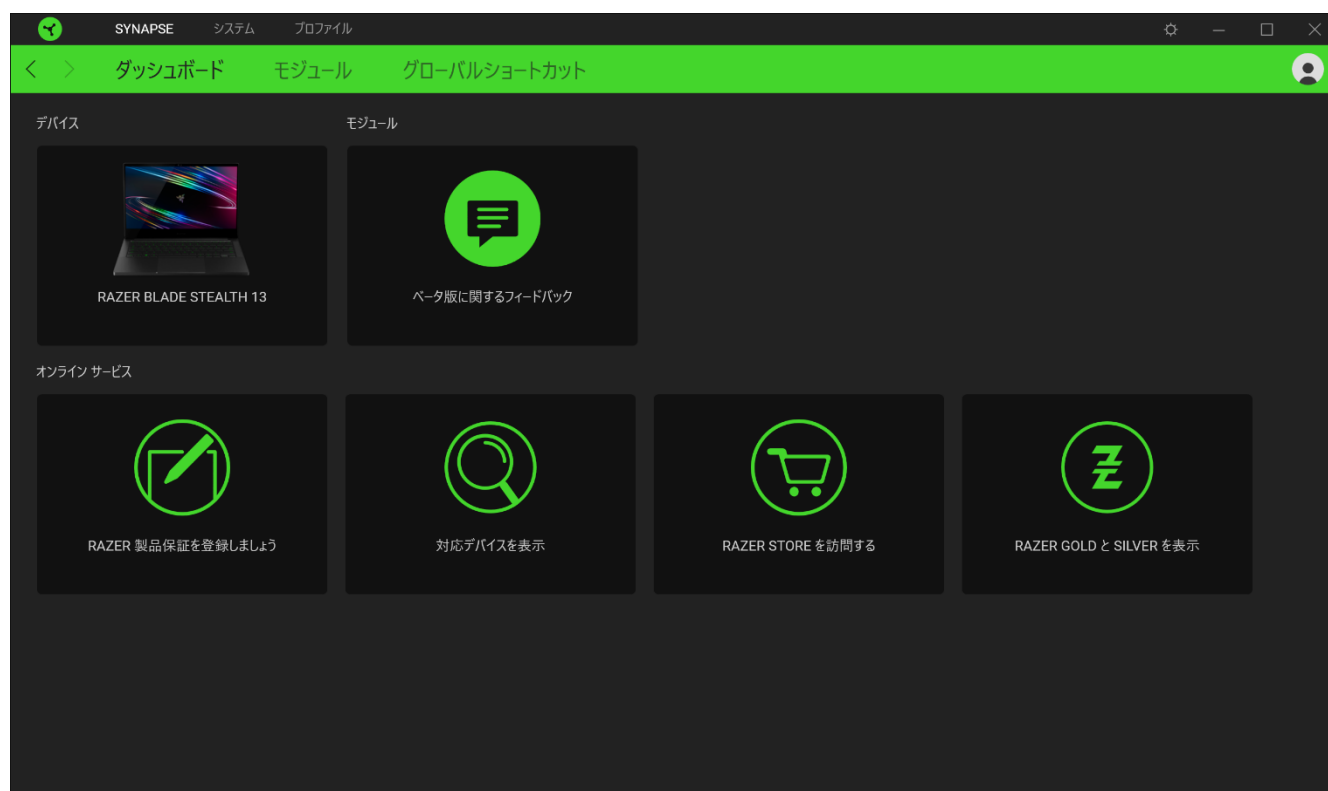 SYNAPSE システム プロファイル
ダッシュボード モジュール グローバルショートカット
デバイス モジュール
RAZER BLADE STEALTH 13 ベータ版に関するフィードバック
オンライン サービス
RAZER 製品保証を登録しましょう 対応デバイスを表示 RAZER STORE を訪問する RAZER GOLD と SILVER を表示